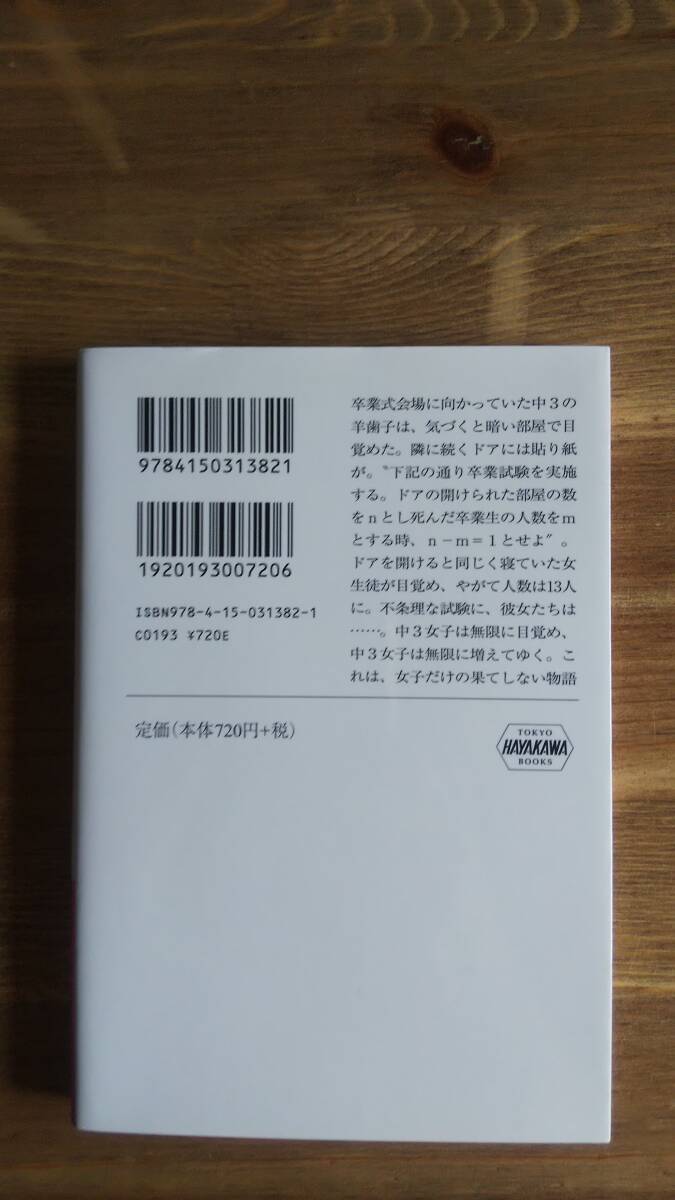 9784150313821
1920193007206
ISBN978-4-15-031382-1
C0193 ¥720E
卒業式会場に向かっていた中3の
羊歯子は、気づくと暗い部屋で目
覚めた。隣に続くドアには貼り紙
が。〝下記の通り卒業試験を実施
する。ドアの開けられた部屋の数
をnとし死んだ卒業生の人数をm
とする時、n－m＝1とせよ〟。
ドアを開けると同じく寝ていた女
生徒が目覚め、やがて人数は13人
に。不条理な試験に、彼女たちは
……。中3女子は無限に目覚め、
中3女子は無限に増えてゆく。こ
れは、女子だけの果てしない物語
定価(本体720円+税)
TOKYO
HAYAKAWA
BOOKS